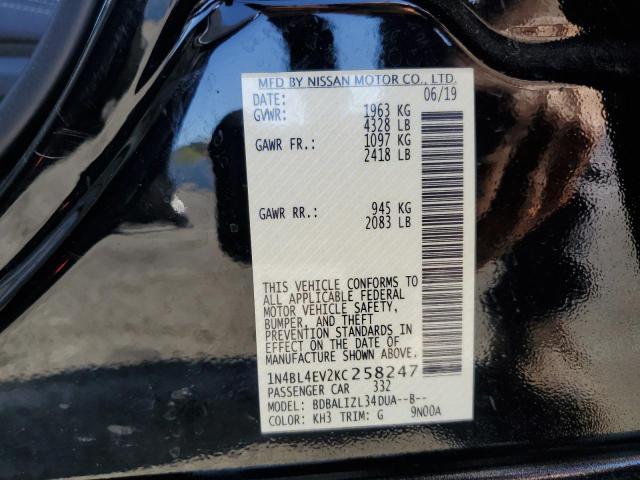 MFD BY NISSAN MOTOR CO., LTD.
DATE: 06/19
GVWR: 1963 KG
4328 LB
GAWR FR.: 1097 KG
2418 LB
GAWR RR.: 945 KG
2083 LB
THIS VEHICLE CONFORMS TO
ALL APPLICABLE FEDERAL
MOTOR VEHICLE SAFETY,
BUMPER, AND THEFT
PREVENTION STANDARDS IN
EFFECT ON THE DATE OF
MANUFACTURE SHOWN ABOVE.
1N4BL4EV2KC258247
PASSENGER CAR 332
MODEL: BDBALIZL34DUA--B--
COLOR: KH3 TRIM: G 9N00A